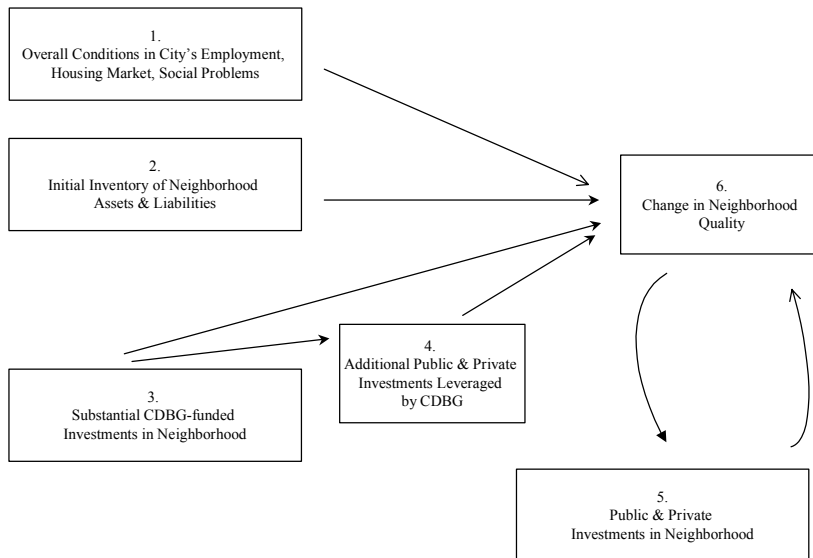 1.
Overall Conditions in City’s Employment,
Housing Market, Social Problems
2.
Initial Inventory of Neighborhood
Assets & Liabilities
6.
Change in Neighborhood
Quality
4.
Additional Public & Private
Investments Leveraged
by CDBG
3.
Substantial CDBG-funded
Investments in Neighborhood
5.
Public & Private
Investments in Neighborhood